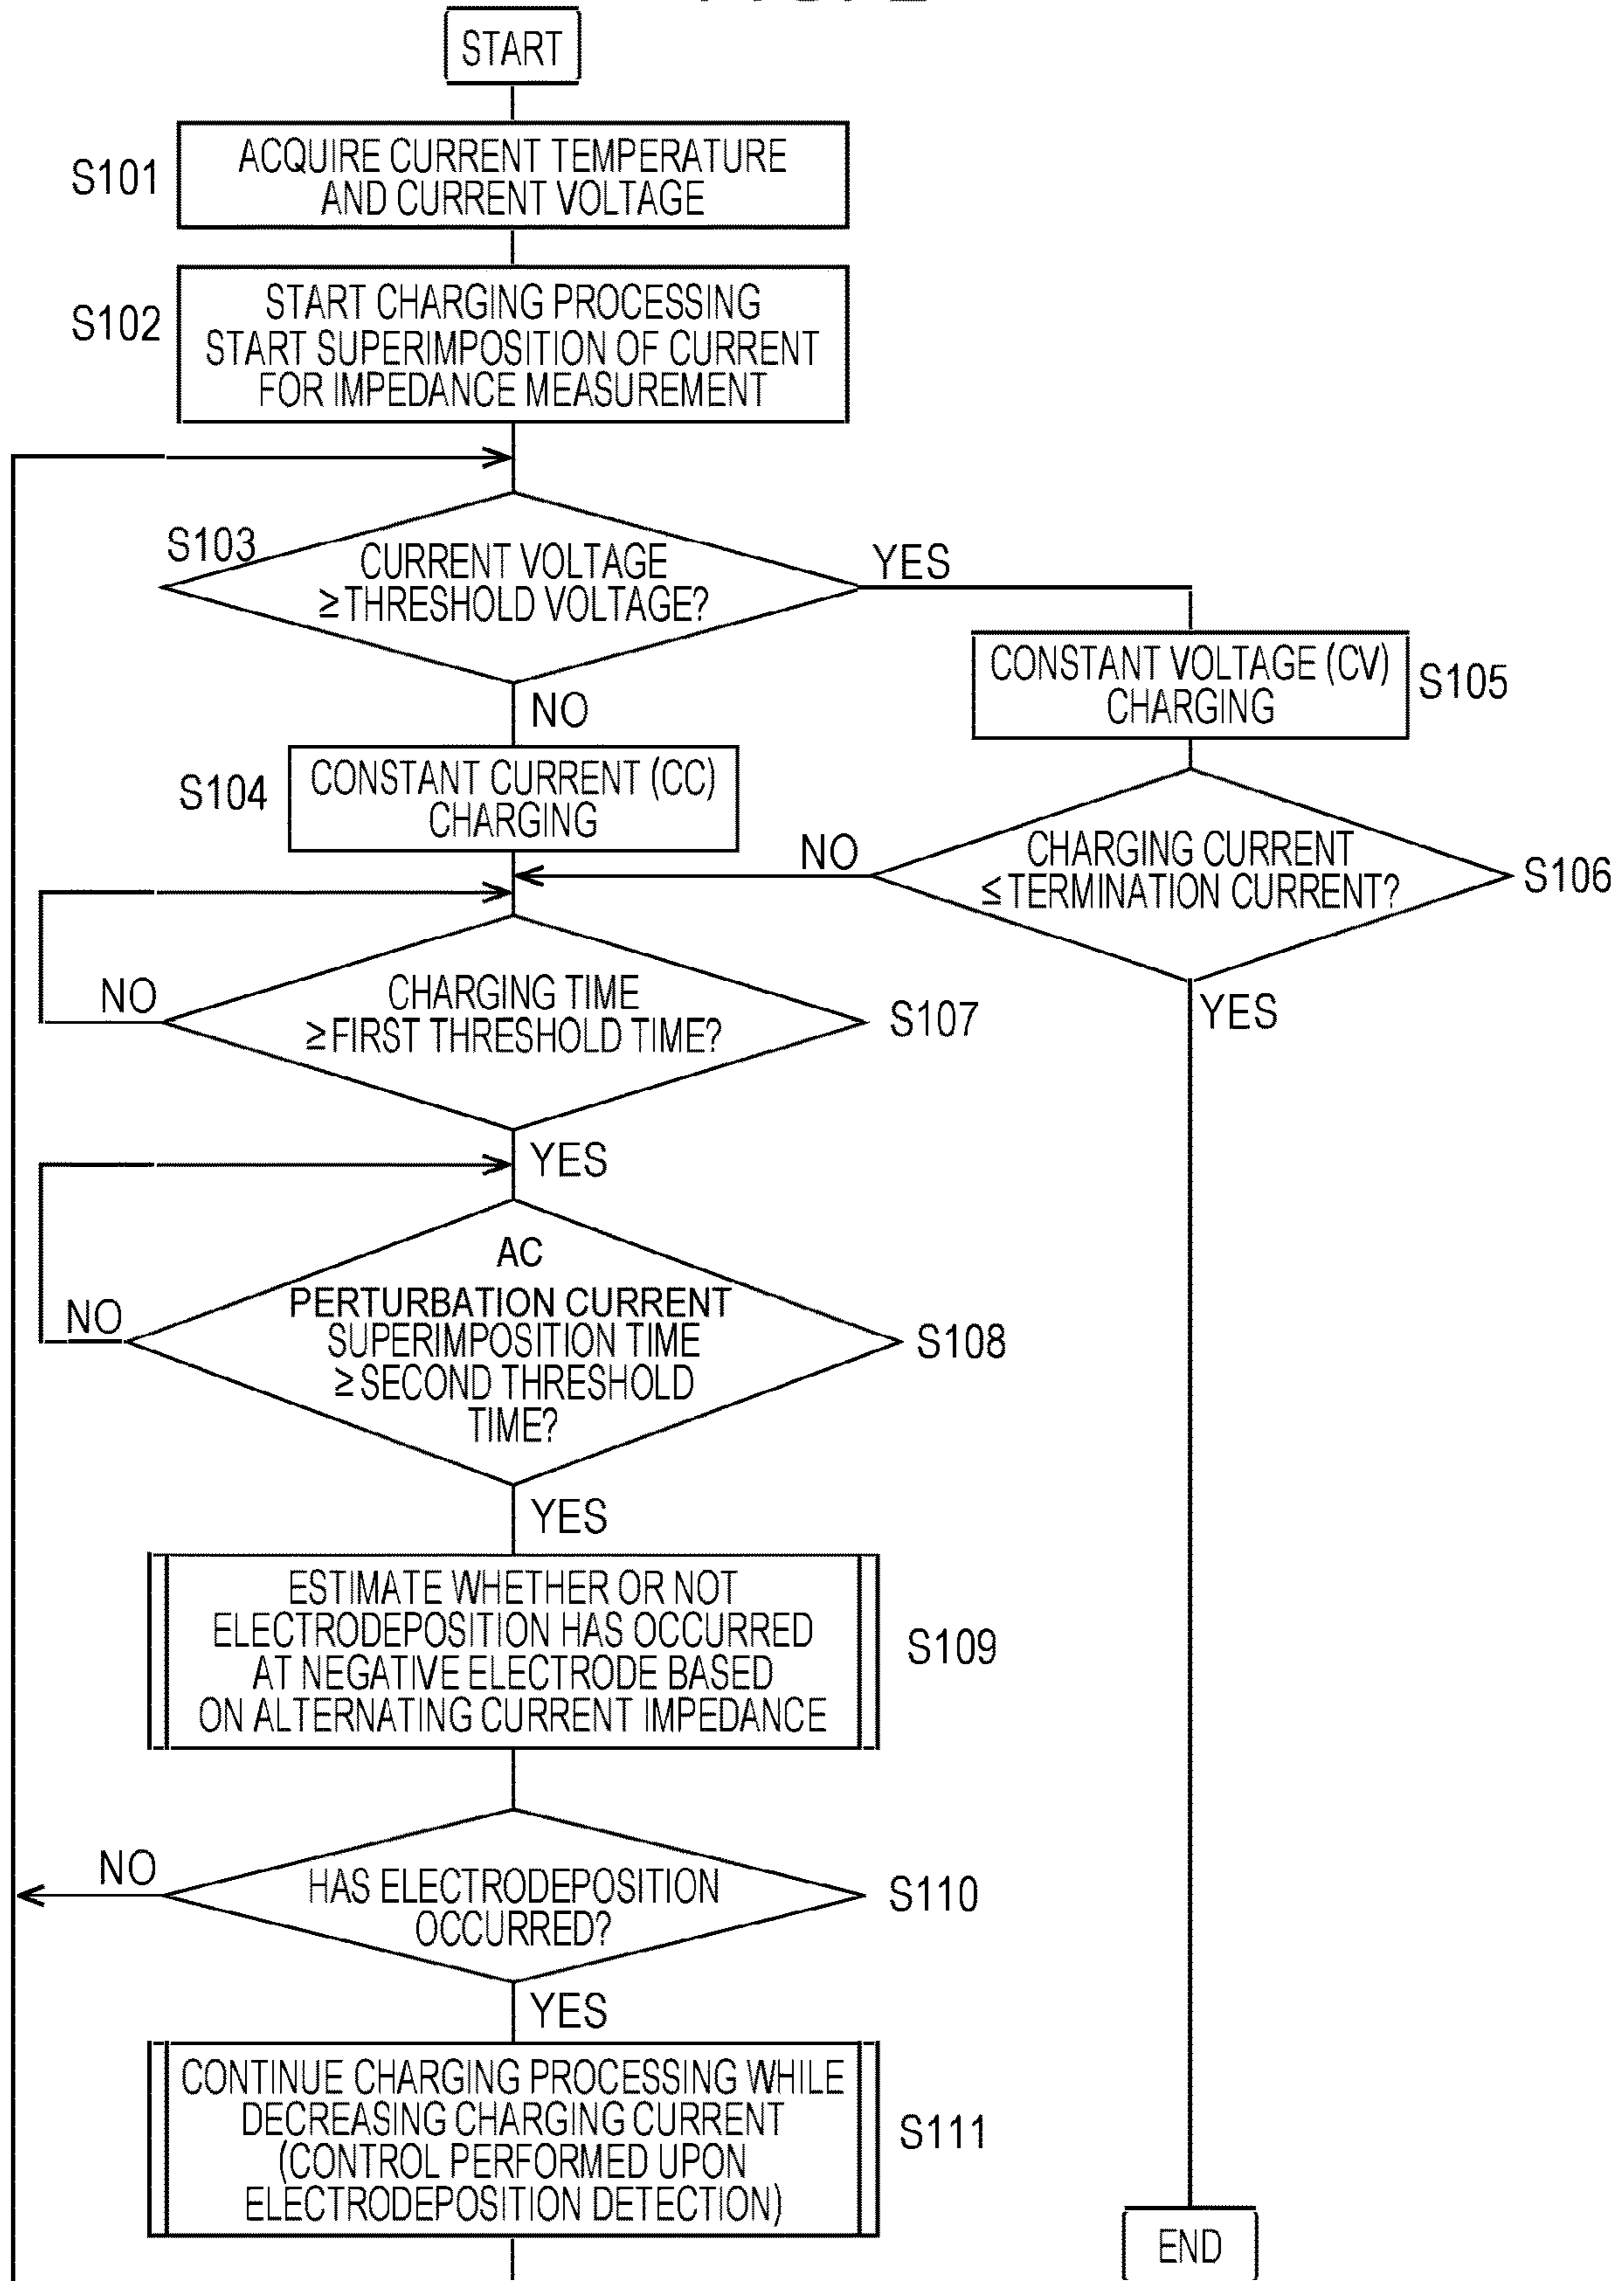 START
S101
ACQUIRE CURRENT TEMPERATURE
AND CURRENT VOLTAGE
S102
START CHARGING PROCESSING
START SUPERIMPOSITION OF CURRENT
FOR IMPEDANCE MEASUREMENT
S103
CURRENT VOLTAGE
≥THRESHOLD VOLTAGE?
YES
NO
CONSTANT VOLTAGE (CV)
CHARGING
S105
S104
CONSTANT CURRENT (CC)
CHARGING
NO
CHARGING CURRENT
≤TERMINATION CURRENT?
S106
YES
NO
CHARGING TIME
≥FIRST THRESHOLD TIME?
S107
YES
NO
AC
PERTURBATION CURRENT
SUPERIMPOSITION TIME
≥SECOND THRESHOLD
TIME?
S108
YES
ESTIMATE WHETHER OR NOT
ELECTRODEPOSITION HAS OCCURRED
AT NEGATIVE ELECTRODE BASED
ON ALTERNATING CURRENT IMPEDANCE
S109
NO
HAS ELECTRODEPOSITION
OCCURRED?
S110
YES
CONTINUE CHARGING PROCESSING WHILE
DECREASING CHARGING CURRENT
(CONTROL PERFORMED UPON
ELECTRODEPOSITION DETECTION)
S111
END